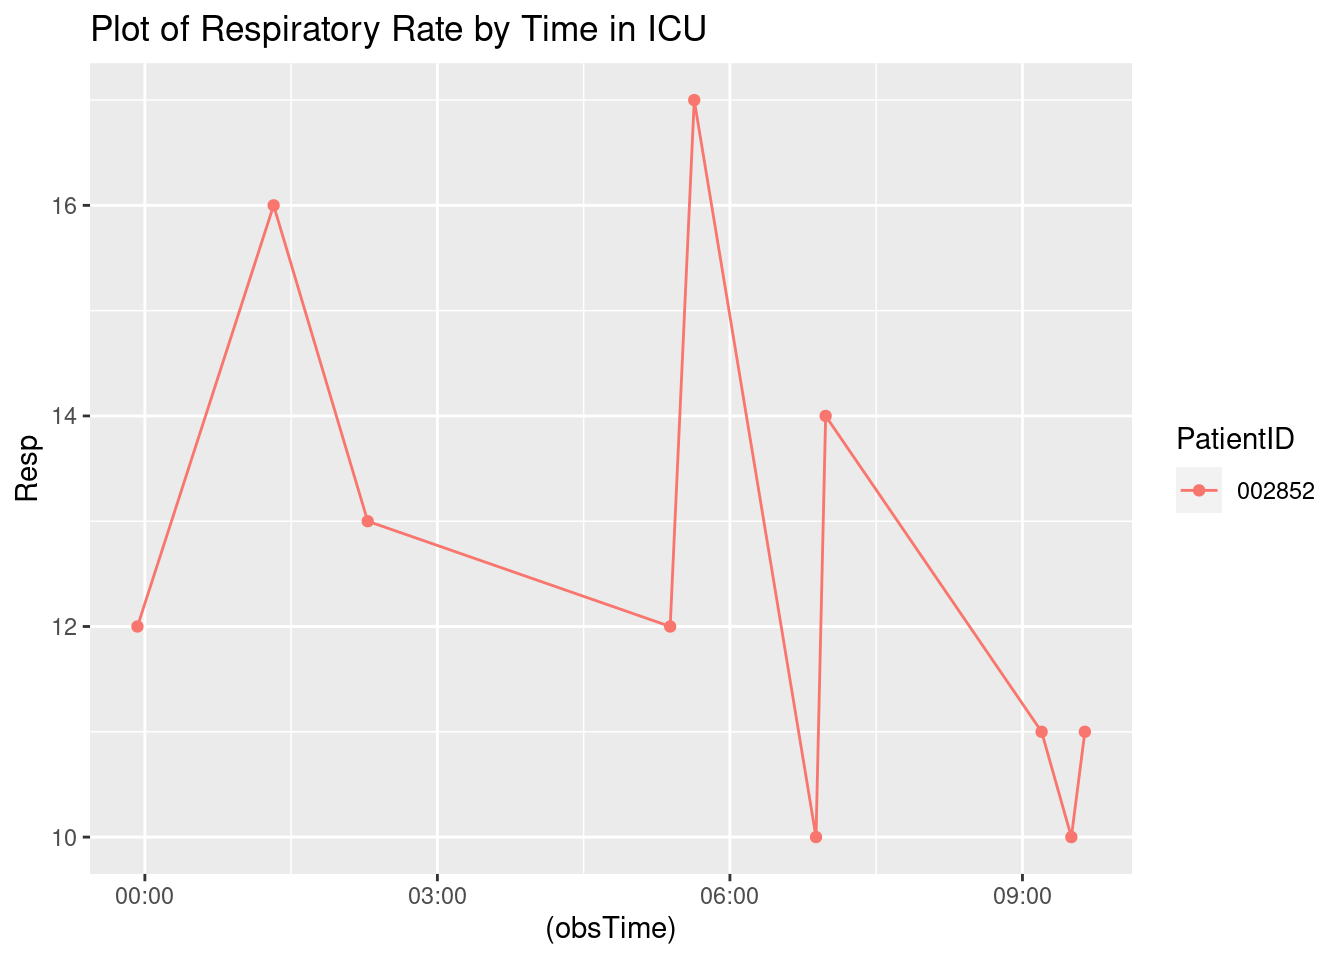 Plot of Respiratory Rate by Time in ICU
Resp
16
14
12
10
00:00 03:00 06:00 09:00
(obsTime)
PatientID
002852